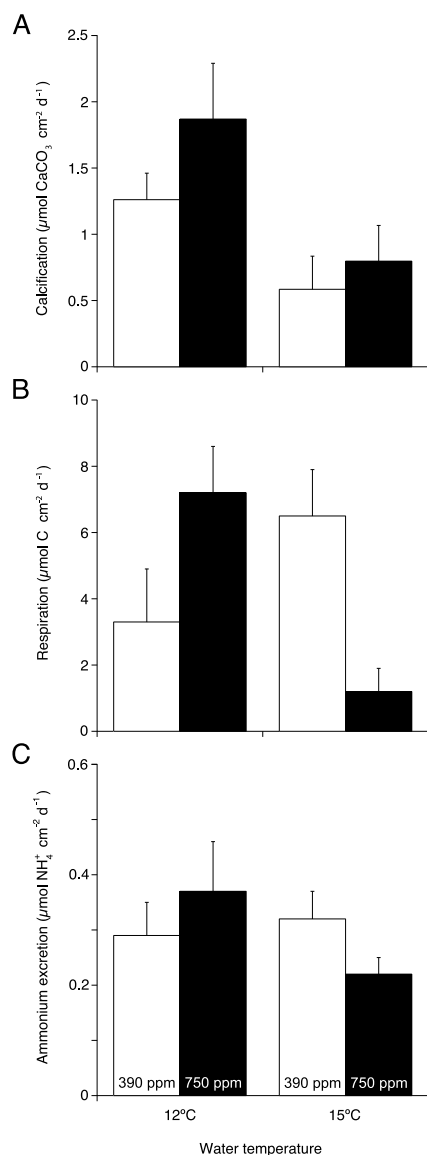 A
2.5
2
1.5
1
0.5
0
Calcification (µmol CaCO₃ cm⁻² d⁻¹)
B
10
8
6
4
2
0
Respiration (µmol C cm⁻² d⁻¹)
C
0.6
0.4
0.2
0
Ammonium excretion (µmol NH₄⁺ cm⁻² d⁻¹)
390 ppm 750 ppm 390 ppm 750 ppm
12ºC 15ºC
Water temperature